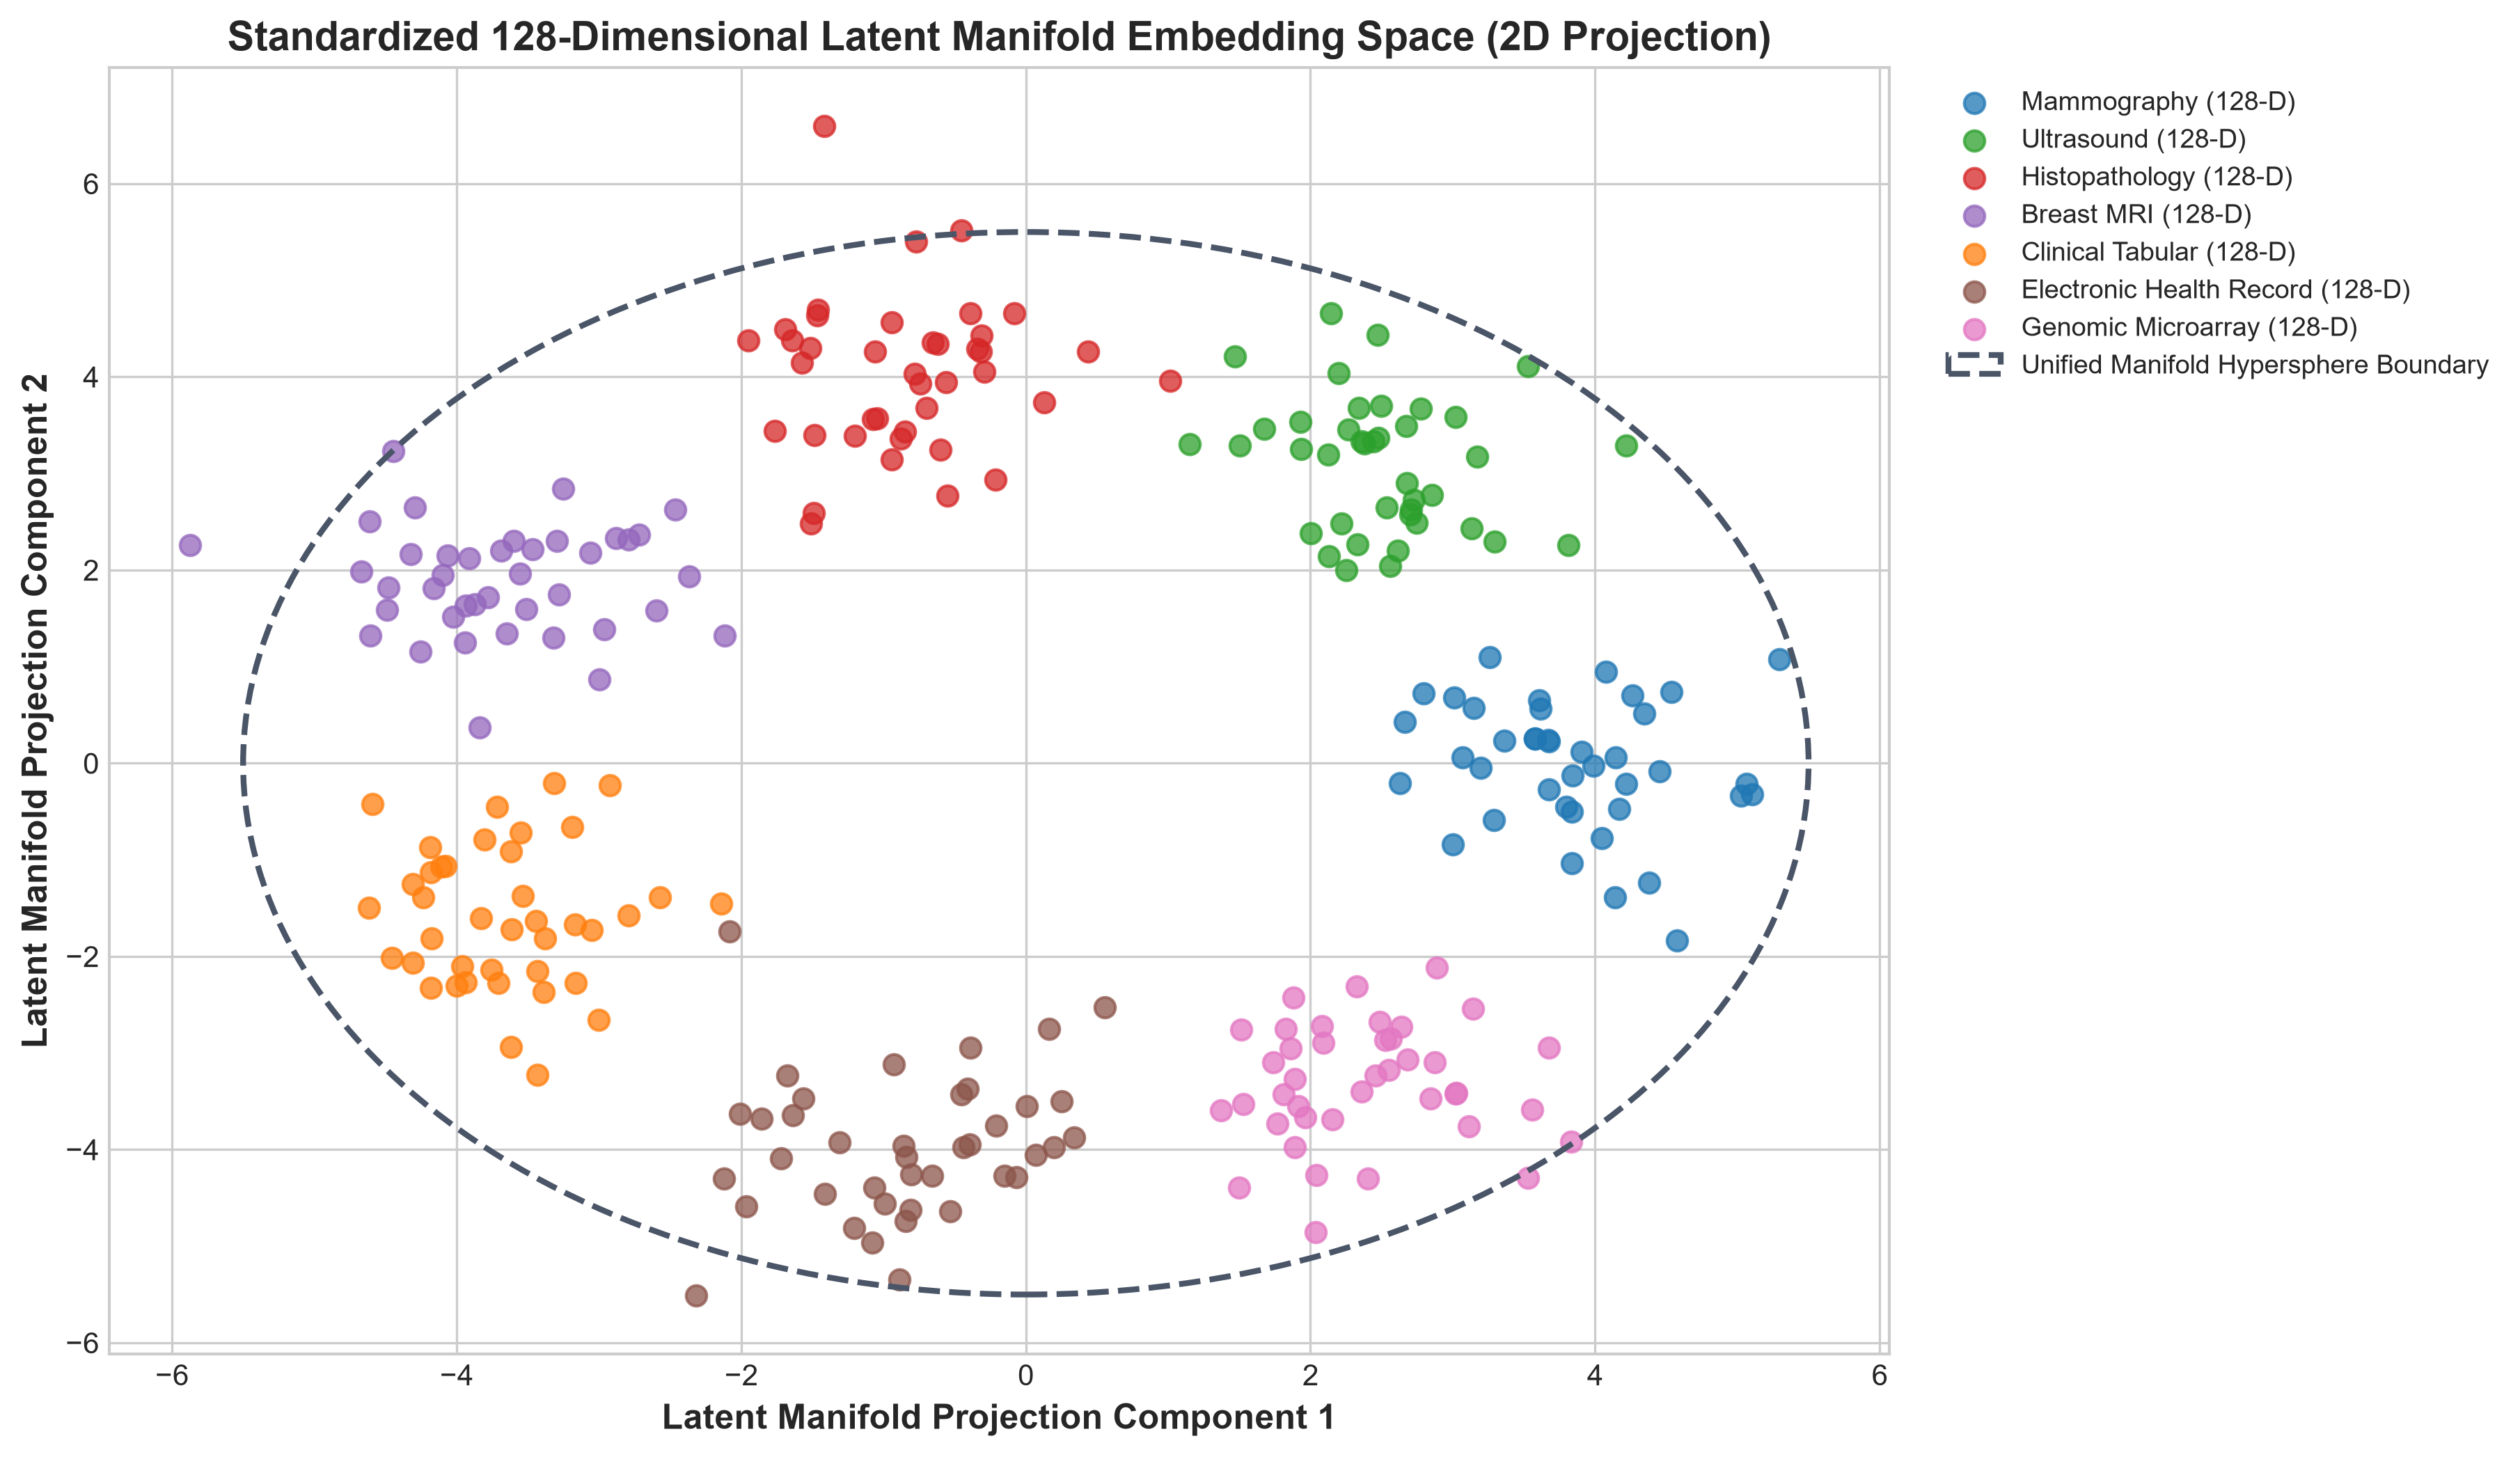 Standardized 128-Dimensional Latent Manifold Embedding Space (2D Projection)
Mammography (128-D)
Ultrasound (128-D)
Histopathology (128-D)
Breast MRI (128-D)
Clinical Tabular (128-D)
Electronic Health Record (128-D)
Genomic Microarray (128-D)
Unified Manifold Hypersphere Boundary
Latent Manifold Projection Component 2
6
4
2
0
−2
−4
−6
−6 −4 −2 0 2 4 6
Latent Manifold Projection Component 1